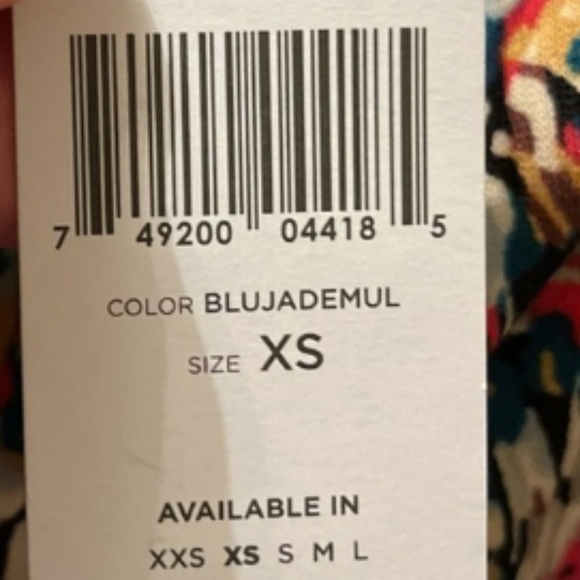 7 49200 04418 5
COLOR BLUJADEMUL
SIZE XS
AVAILABLE IN
XXS XS S M L